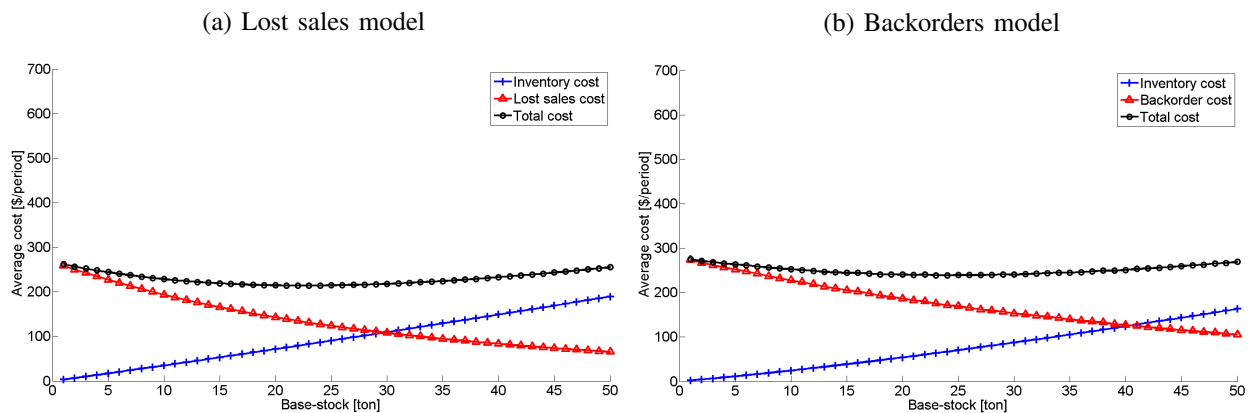 (a) Lost sales model
700
600
500
400
300
200
100
0
Average cost [$/period]
Inventory cost
Lost sales cost
Total cost
0 5 10 15 20 25 30 35 40 45 50
Base-stock [ton]
(b) Backorders model
700
600
500
400
300
200
100
0
Average cost [$/period]
Inventory cost
Backorder cost
Total cost
0 5 10 15 20 25 30 35 40 45 50
Base-stock [ton]